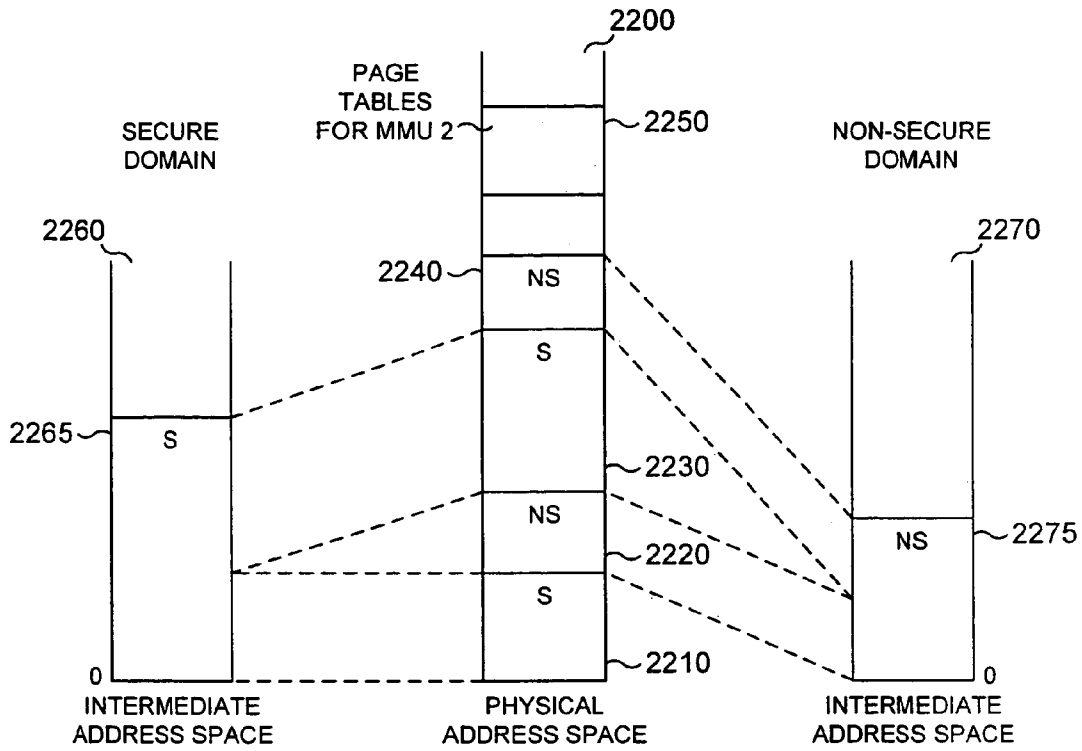 2200
PAGE
TABLES
FOR MMU 2
2250
SECURE
DOMAIN
NON-SECURE
DOMAIN
2260
2240
NS
2270
S
2265
S
2230
NS
2220
NS
2275
S
2210
0
0
INTERMEDIATE
ADDRESS SPACE
PHYSICAL
ADDRESS SPACE
INTERMEDIATE
ADDRESS SPACE